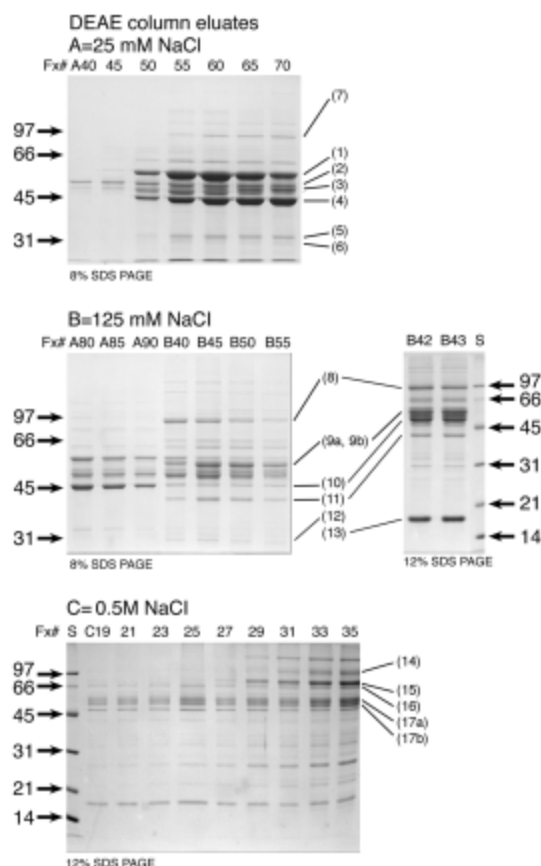 DEAE column eluates
A=25 mM NaCl
Fx# A40 45 50 55 60 65 70
97
66
45
31
(7)
(1)
(2)
(3)
(4)
(5)
(6)
8% SDS PAGE
B=125 mM NaCl
Fx# A80 A85 A90 B40 B45 B50 B55
97
66
45
31
(8)
(9a, 9b)
(10)
(11)
(12)
(13)
8% SDS PAGE
B42 B43 S
97
66
45
31
21
14
12% SDS PAGE
C= 0.5M NaCl
Fx# S C19 21 23 25 27 29 31 33 35
97
66
45
31
21
14
(14)
(15)
(16)
(17a)
(17b)
12% SDS PAGE